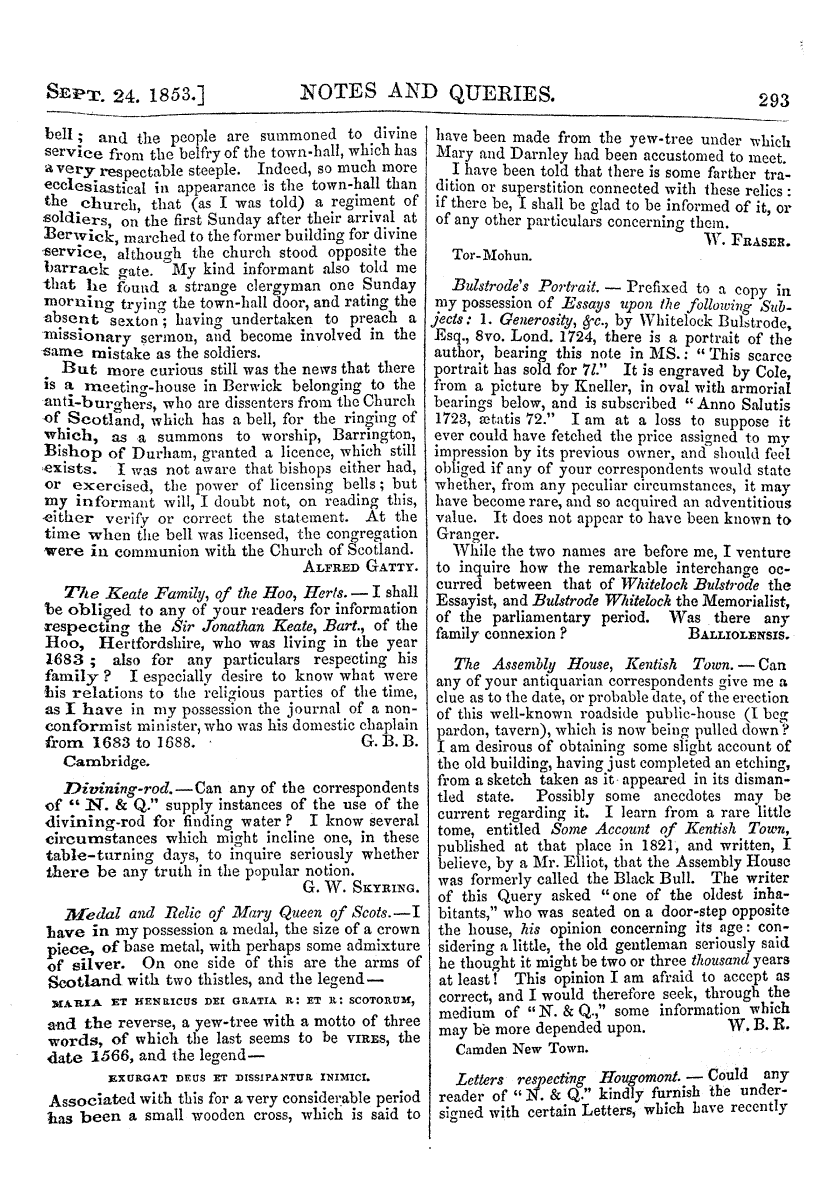 SEPT. 24. 1853.] NOTES AND QUERIES. 293
bell; and the people are summoned to divine
service from the belfry of the town-hall, which has
a very respectable steeple. Indeed, so much more
ecclesiastical in appearance is the town-hall than
the church, that (as I was told) a regiment of
soldiers, on the first Sunday after their arrival at
Berwick, marched to the former building for divine
service, although the church stood opposite the
barrack gate. My kind informant also told me
that he found a strange clergyman one Sunday
morning trying the town-hall door, and rating the
absent sexton; having undertaken to preach a
missionary sermon, and become involved in the
same mistake as the soldiers.
But more curious still was the news that there
is a meeting-house in Berwick belonging to the
anti-burghers, who are dissenters from the Church
of Scotland, which has a bell, for the ringing of
which, as a summons to worship, Barrington,
Bishop of Durham, granted a licence, which still
exists. I was not aware that bishops either had,
or exercised, the power of licensing bells; but
my informant will, I doubt not, on reading this,
either verify or correct the statement. At the
time when the bell was licensed, the congregation
were in communion with the Church of Scotland.
ALFRED GATTY.
The Keate Family, of the Hoo, Herts.—I shall
be obliged to any of your readers for information
respecting the Sir Jonathan Keate, Bart., of the
Hoo, Hertfordshire, who was living in the year
1683; also for any particulars respecting his
family? I especially desire to know what were
his relations to the religious parties of the time,
as I have in my possession the journal of a non-
conformist minister, who was his domestic chaplain
from 1683 to 1688. G. B. B.
Cambridge.
Divining-rod.—Can any of the correspondents
of "N. & Q." supply instances of the use of the
divining-rod for finding water? I know several
circumstances which might incline one, in these
table-turning days, to inquire seriously whether
there be any truth in the popular notion.
G. W. SKYRING.
Medal and Relic of Mary Queen of Scots.—I
have in my possession a medal, the size of a crown
piece, of base metal, with perhaps some admixture
of silver. On one side of this are the arms of
Scotland with two thistles, and the legend—
MARIA ET HENRICUS DEI GRATIA R: ET R: SCOTORUM,
and the reverse, a yew-tree with a motto of three
words, of which the last seems to be VIRES, the
date 1566, and the legend—
EXURGAT DEUS ET DISSIPANTUR INIMICI.
Associated with this for a very considerable period
has been a small wooden cross, which is said to
have been made from the yew-tree under which
Mary and Darnley had been accustomed to meet.
I have been told that there is some farther tra-
dition or superstition connected with these relics:
if there be, I shall be glad to be informed of it, or
of any other particulars concerning them.
W. FRASER.
Tor-Mohun.
Bulstrode's Portrait.—Prefixed to a copy in
my possession of Essays upon the following Sub-
jects: 1. Generosity, &c., by Whitelock Bulstrode,
Esq., 8vo. Lond. 1724, there is a portrait of the
author, bearing this note in MS.: "This scarce
portrait has sold for 7l." It is engraved by Cole,
from a picture by Kneller, in oval with armorial
bearings below, and is subscribed "Anno Salutis
1723, ætatis 72." I am at a loss to suppose it
ever could have fetched the price assigned to my
impression by its previous owner, and should feel
obliged if any of your correspondents would state
whether, from any peculiar circumstances, it may
have become rare, and so acquired an adventitious
value. It does not appear to have been known to
Granger.
While the two names are before me, I venture
to inquire how the remarkable interchange oc-
curred between that of Whitelock Bulstrode the
Essayist, and Bulstrode Whitelock the Memorialist,
of the parliamentary period. Was there any
family connexion? BALLIOLENSIS.
The Assembly House, Kentish Town.—Can
any of your antiquarian correspondents give me a
clue as to the date, or probable date, of the erection
of this well-known roadside public-house (I beg
pardon, tavern), which is now being pulled down?
I am desirous of obtaining some slight account of
the old building, having just completed an etching,
from a sketch taken as it appeared in its disman-
tled state. Possibly some anecdotes may be
current regarding it. I learn from a rare little
tome, entitled Some Account of Kentish Town,
published at that place in 1821, and written, I
believe, by a Mr. Elliot, that the Assembly House
was formerly called the Black Bull. The writer
of this Query asked "one of the oldest inha-
bitants," who was seated on a door-step opposite
the house, his opinion concerning its age: con-
sidering a little, the old gentleman seriously said
he thought it might be two or three thousand years
at least! This opinion I am afraid to accept as
correct, and I would therefore seek, through the
medium of "N. & Q.," some information which
may be more depended upon. W. B. R.
Camden New Town.
Letters respecting Hougomont.—Could any
reader of "N. & Q." kindly furnish the under-
signed with certain Letters, which have recently